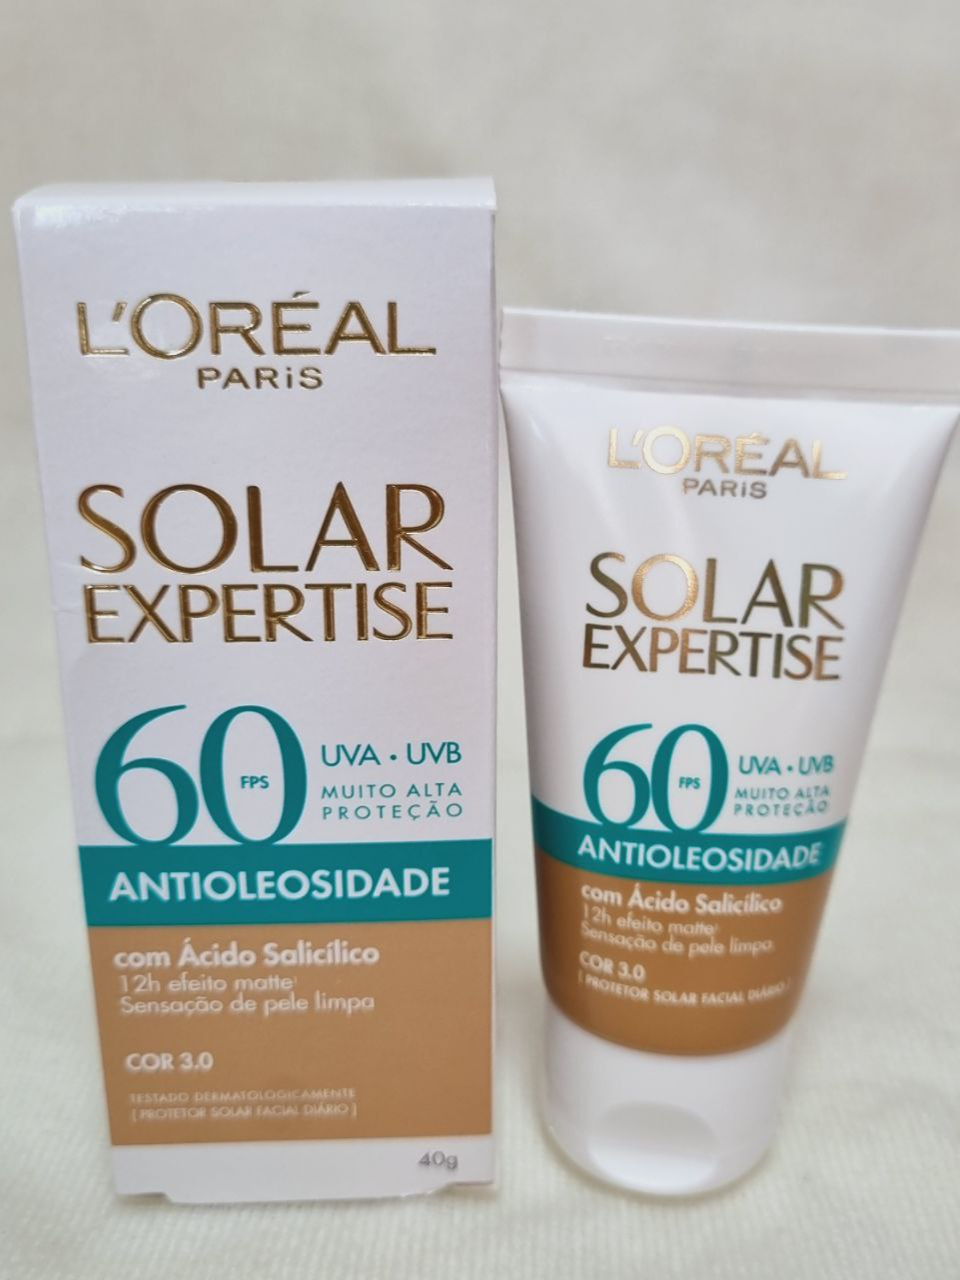 L'ORÉAL
PARiS
SOLAR
EXPERTISE
60
FPS
UVA • UVB
MUITO ALTA
PROTEÇÃO
ANTIOLEOSIDADE
com Ácido Salicílico
12h efeito matte¹
Sensação de pele limpa
COR 3.0
TESTADO DERMATOLOGICAMENTE
[ PROTETOR SOLAR FACIAL DIÁRIO ]
40g
L'ORÉAL
PARiS
SOLAR
EXPERTISE
60
FPS
UVA • UVB
MUITO ALTA
PROTEÇÃO
ANTIOLEOSIDADE
com Ácido Salicílico
12h efeito matte¹
Sensação de pele limpa
COR 3.0
[ PROTETOR SOLAR FACIAL DIÁRIO ]